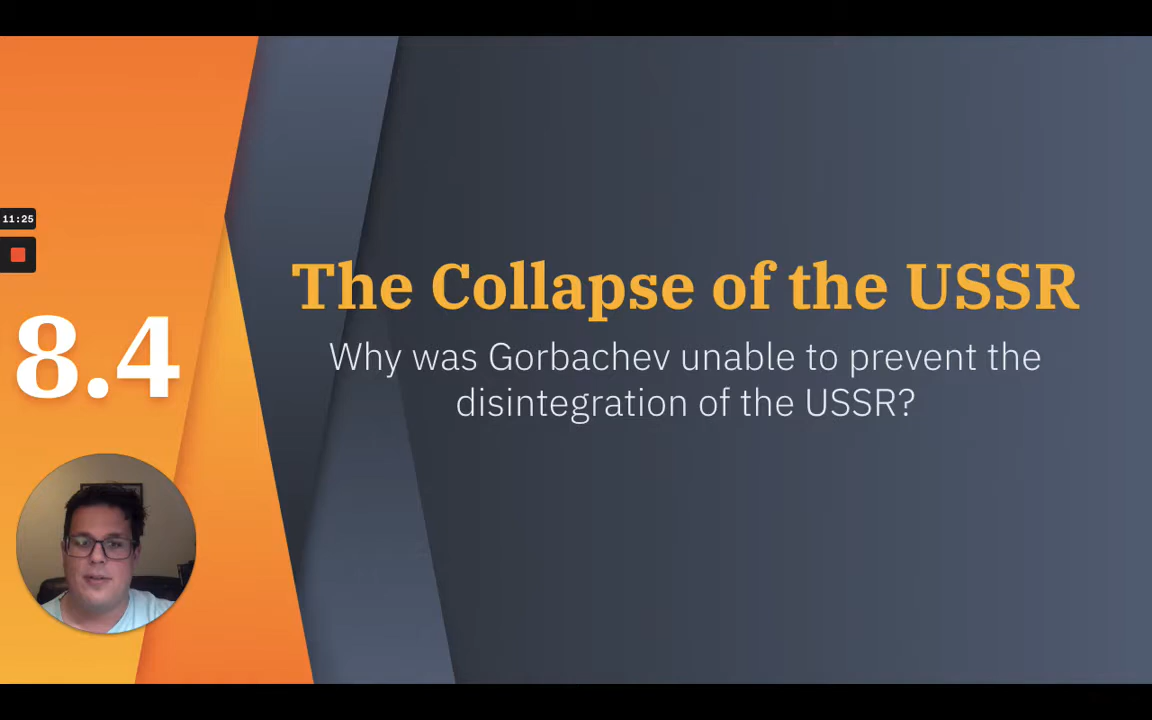 11:25
8.4
The Collapse of the USSR
Why was Gorbachev unable to prevent the
disintegration of the USSR?